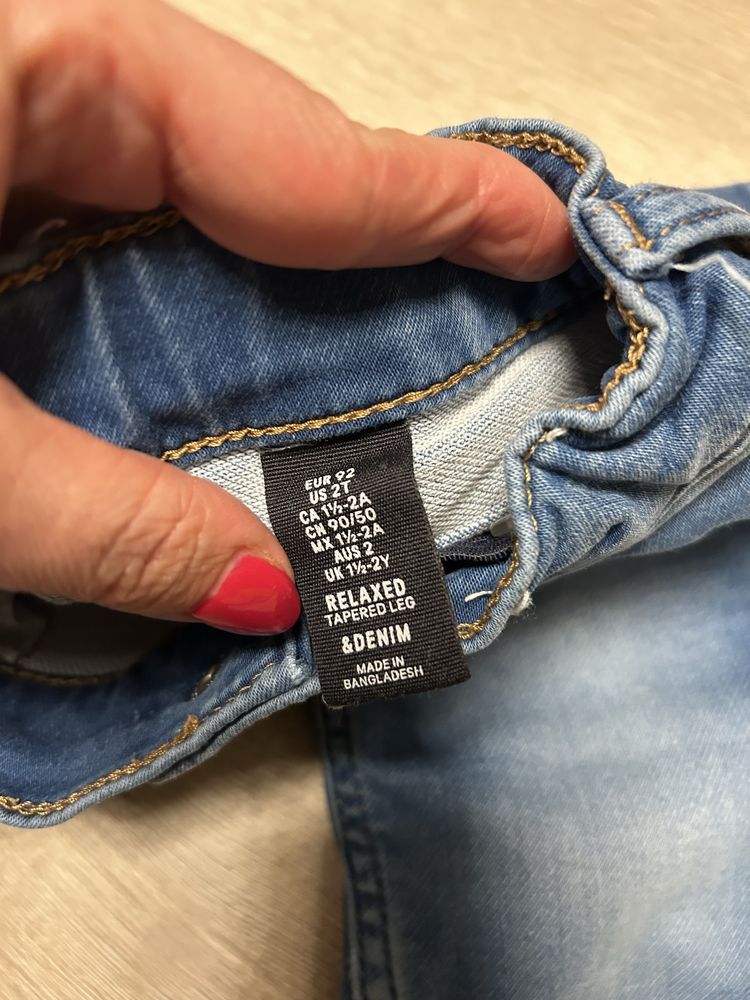 EUR 92
US 2T
CA 1½-2A
CN 90/50
MX 1½-2A
AUS 2
UK 1½-2Y
RELAXED
TAPERED LEG
&DENIM
MADE IN
BANGLADESH